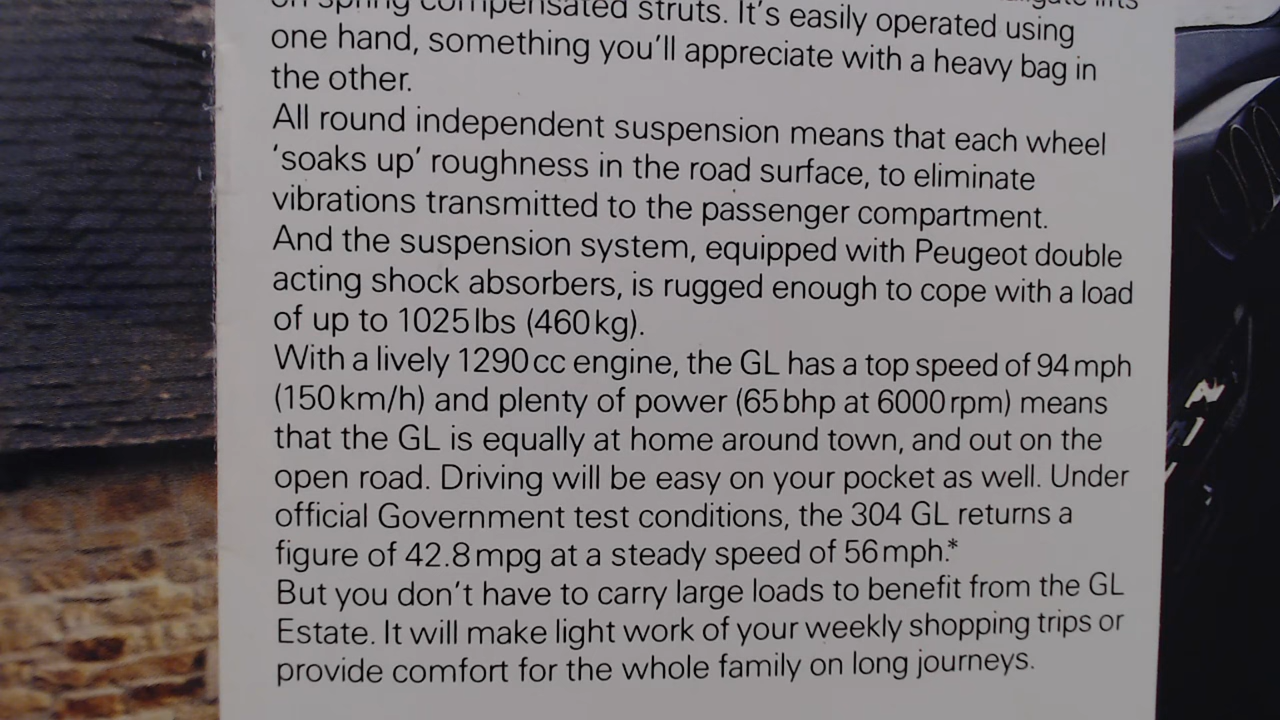 on spring compensated struts. It's easily operated using
one hand, something you'll appreciate with a heavy bag in
the other.
All round independent suspension means that each wheel
'soaks up' roughness in the road surface, to eliminate
vibrations transmitted to the passenger compartment.
And the suspension system, equipped with Peugeot double
acting shock absorbers, is rugged enough to cope with a load
of up to 1025 lbs (460 kg).
With a lively 1290 cc engine, the GL has a top speed of 94 mph
(150 km/h) and plenty of power (65 bhp at 6000 rpm) means
that the GL is equally at home around town, and out on the
open road. Driving will be easy on your pocket as well. Under
official Government test conditions, the 304 GL returns a
figure of 42.8 mpg at a steady speed of 56 mph.*
But you don't have to carry large loads to benefit from the GL
Estate. It will make light work of your weekly shopping trips or
provide comfort for the whole family on long journeys.